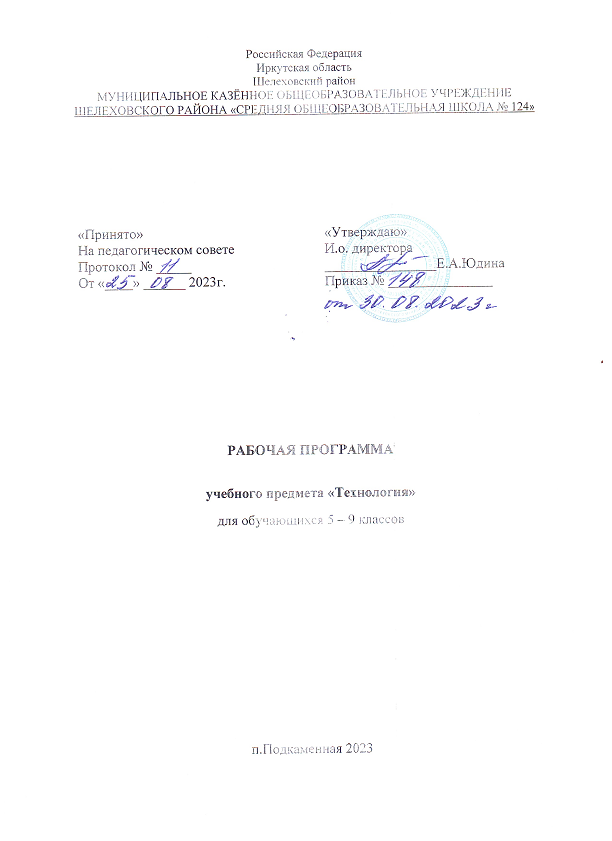 Российская Федерация
Иркутская область
Шелеховский район
МУНИЦИПАЛЬНОЕ КАЗЁННОЕ ОБЩЕОБРАЗОВАТЕЛЬНОЕ УЧРЕЖДЕНИЕ
ШЕЛЕХОВСКОГО РАЙОНА «СРЕДНЯЯ ОБЩЕОБРАЗОВАТЕЛЬНАЯ ШКОЛА № 124»
«Принято»
На педагогическом совете
Протокол № 11
От «25» 08 2023г.
«Утверждаю»
И.о. директора
Е.А.Юдина
Приказ № 148
от 30.08.2023 г
РАБОЧАЯ ПРОГРАММА
учебного предмета «Технология»
для обучающихся 5 – 9 классов
п.Подкаменная 2023